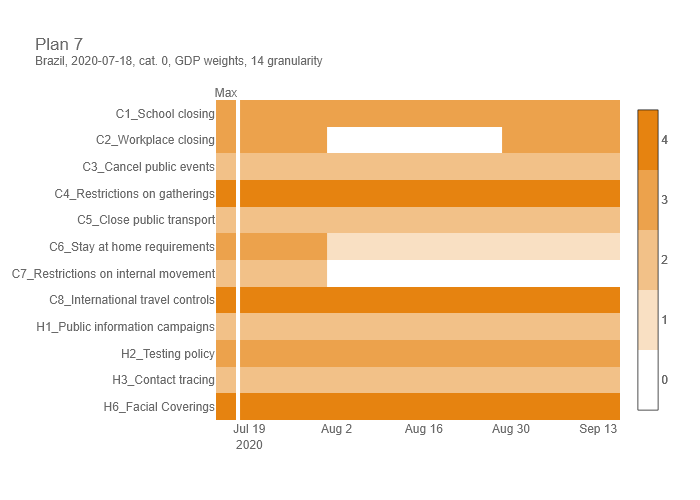 Plan 7
Brazil, 2020-07-18, cat. 0, GDP weights, 14 granularity
Max
C1_School closing
C2_Workplace closing
C3_Cancel public events
C4_Restrictions on gatherings
C5_Close public transport
C6_Stay at home requirements
C7_Restrictions on internal movement
C8_International travel controls
H1_Public information campaigns
H2_Testing policy
H3_Contact tracing
H6_Facial Coverings
Jul 19 Aug 2 Aug 16 Aug 30 Sep 13
2020
4
3
2
1
0